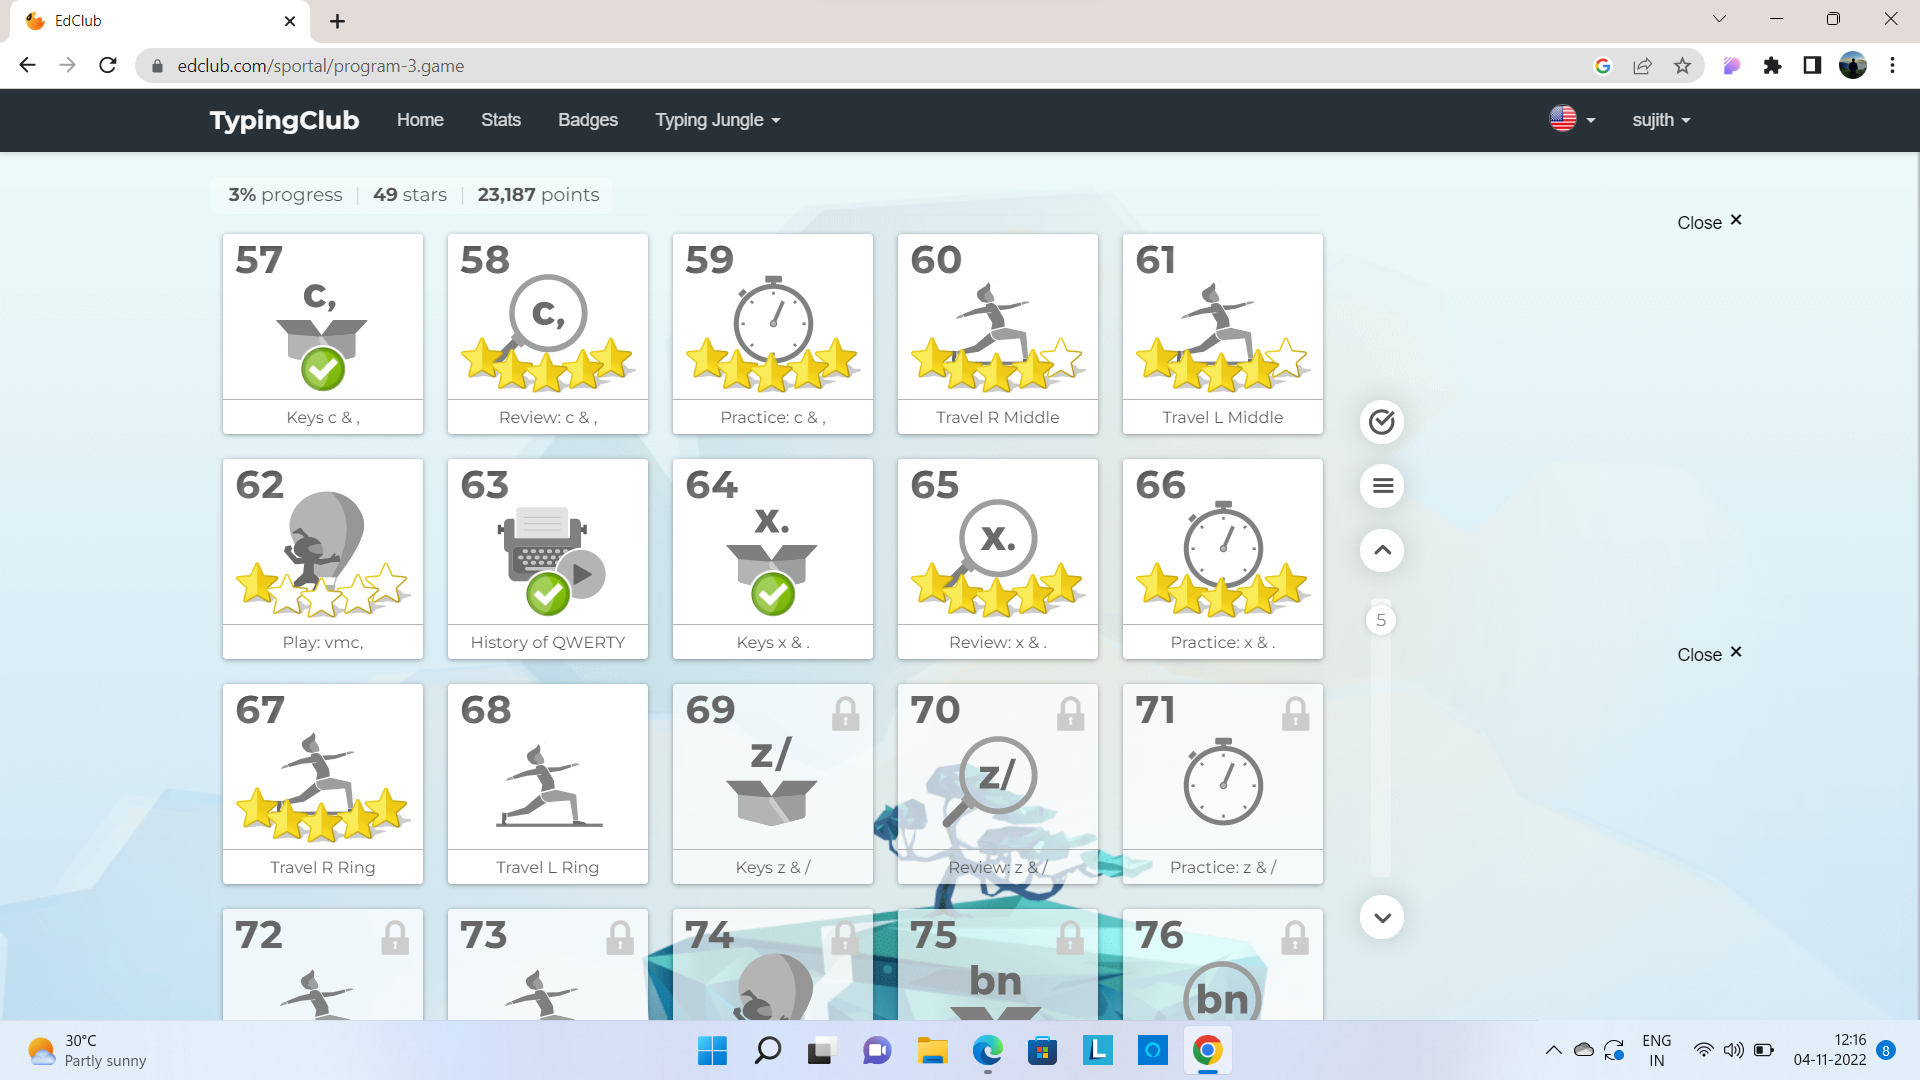 EdClub
edclub.com/sportal/program-3.game
TypingClub Home Stats Badges Typing Jungle sujith
3% progress 49 stars 23,187 points
Close
57 58 59 60 61
c, c,
Keys c & , Review: c & , Practice: c & , Travel R Middle Travel L Middle
62 63 64 65 66
x. x.
5
Play: vmc, History of QWERTY Keys x & . Review: x & . Practice: x & .
Close
67 68 69 70 71
z/ z/
Travel R Ring Travel L Ring Keys z & / Review: z & / Practice: z & /
72 73 74 75 76
bn bn
30°C
Partly sunny
ENG
IN
12:16
04-11-2022
8